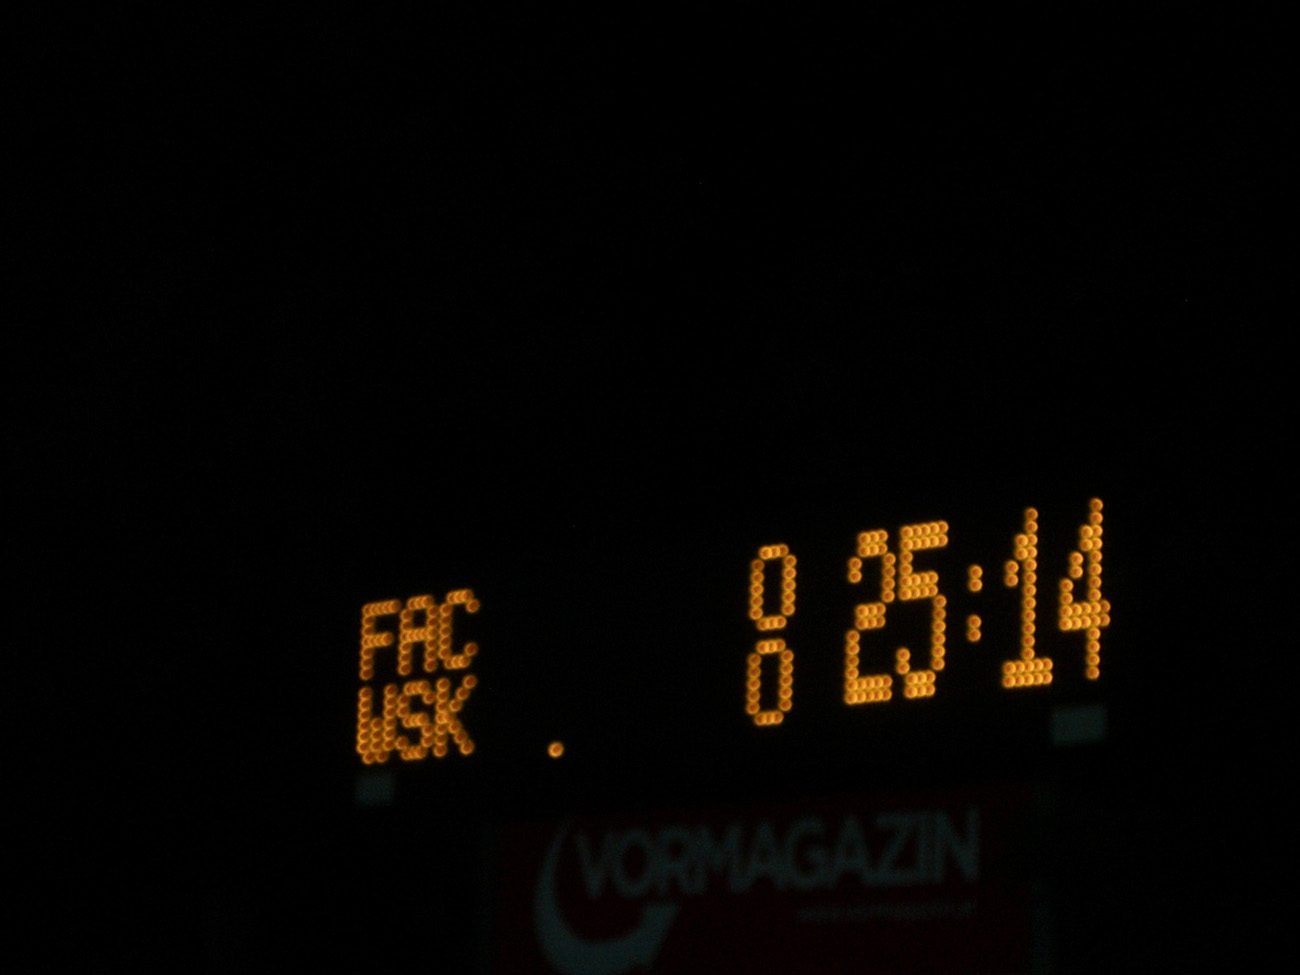 FAC 0 25:14
WSK . 0
VORMAGAZIN